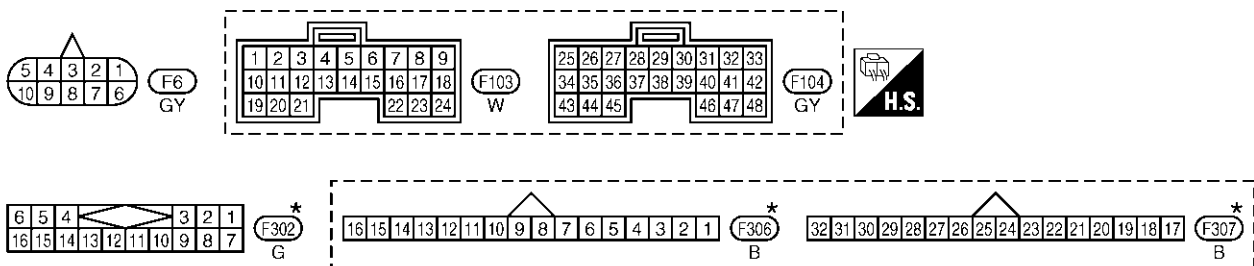 1 2 3 4 5 6 7 8 9
25 26 27 28 29 30 31 32 33
5 4 3 2 1
10 11 12 13 14 15 16 17 18
34 35 36 37 38 39 40 41 42
10 9 8 7 6
F6
F103
F104
19 20 21 22 23 24
43 44 45 46 47 48
GY
W
GY
H.S.
6 5 4 3 2 1
16 15 14 13 12 11 10 9 8 7
*
F302
G
16 15 14 13 12 11 10 9 8 7 6 5 4 3 2 1
*
F306
B
32 31 30 29 28 27 26 25 24 23 22 21 20 19 18 17
*
F307
B